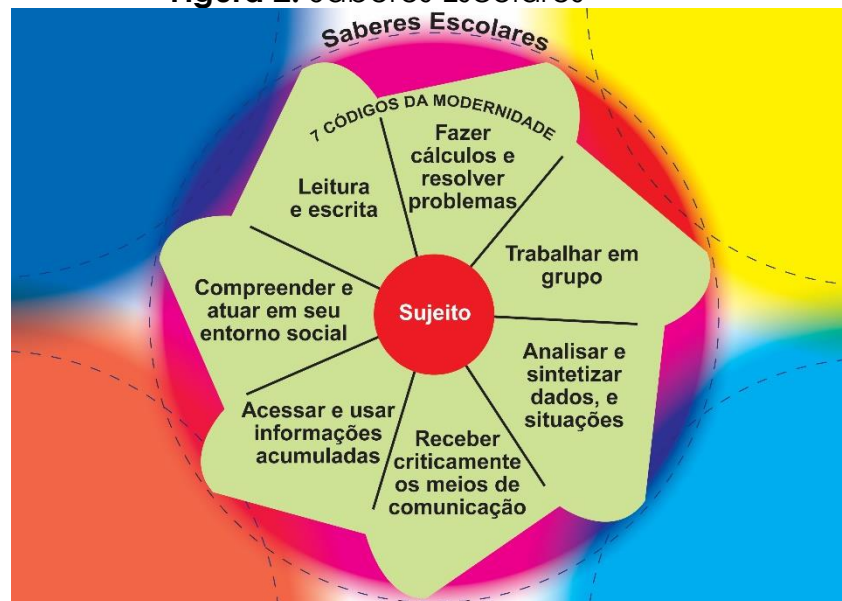 Saberes Escolares
7 CÓDIGOS DA MODERNIDADE
Leitura
e escrita
Fazer
cálculos e
resolver
problemas
Trabalhar em
grupo
Analisar e
sintetizar
dados, e
situações
Receber
criticamente
os meios de
comunicação
Acessar e usar
informações
acumuladas
Compreender e
atuar em seu
entorno social
Sujeito